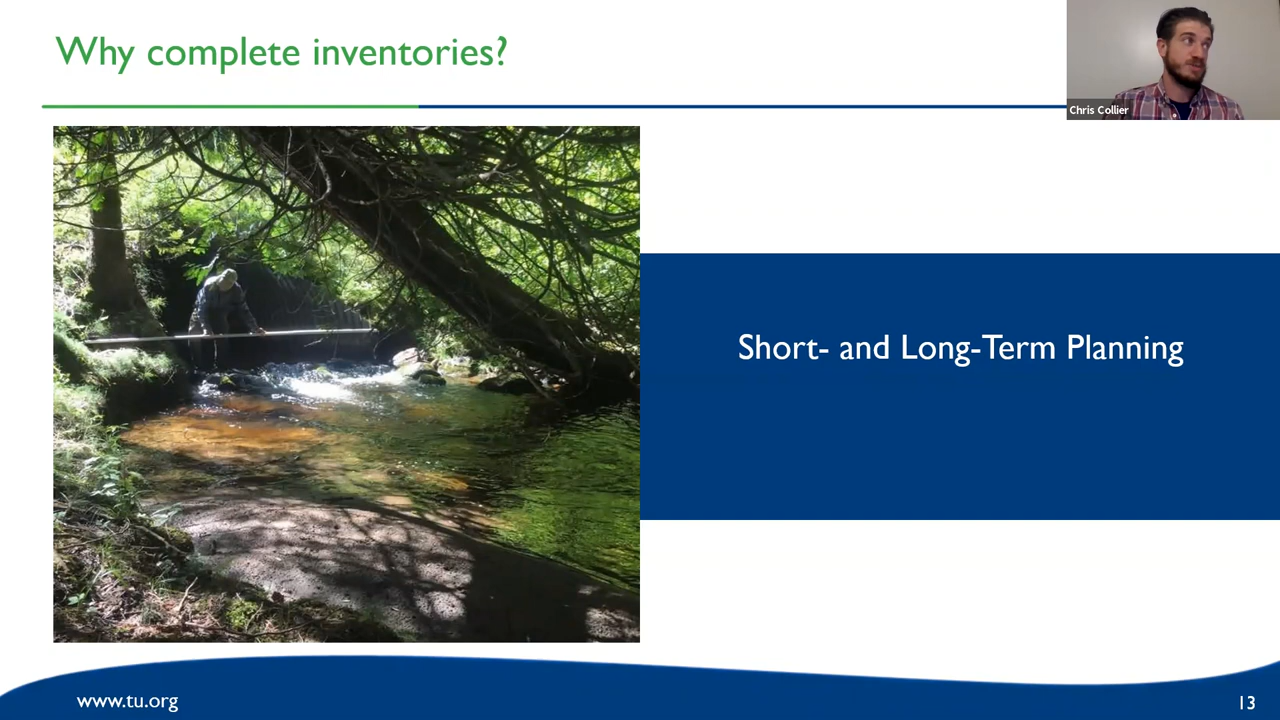 Why complete inventories?
Chris Collier
Short- and Long-Term Planning
www.tu.org
13